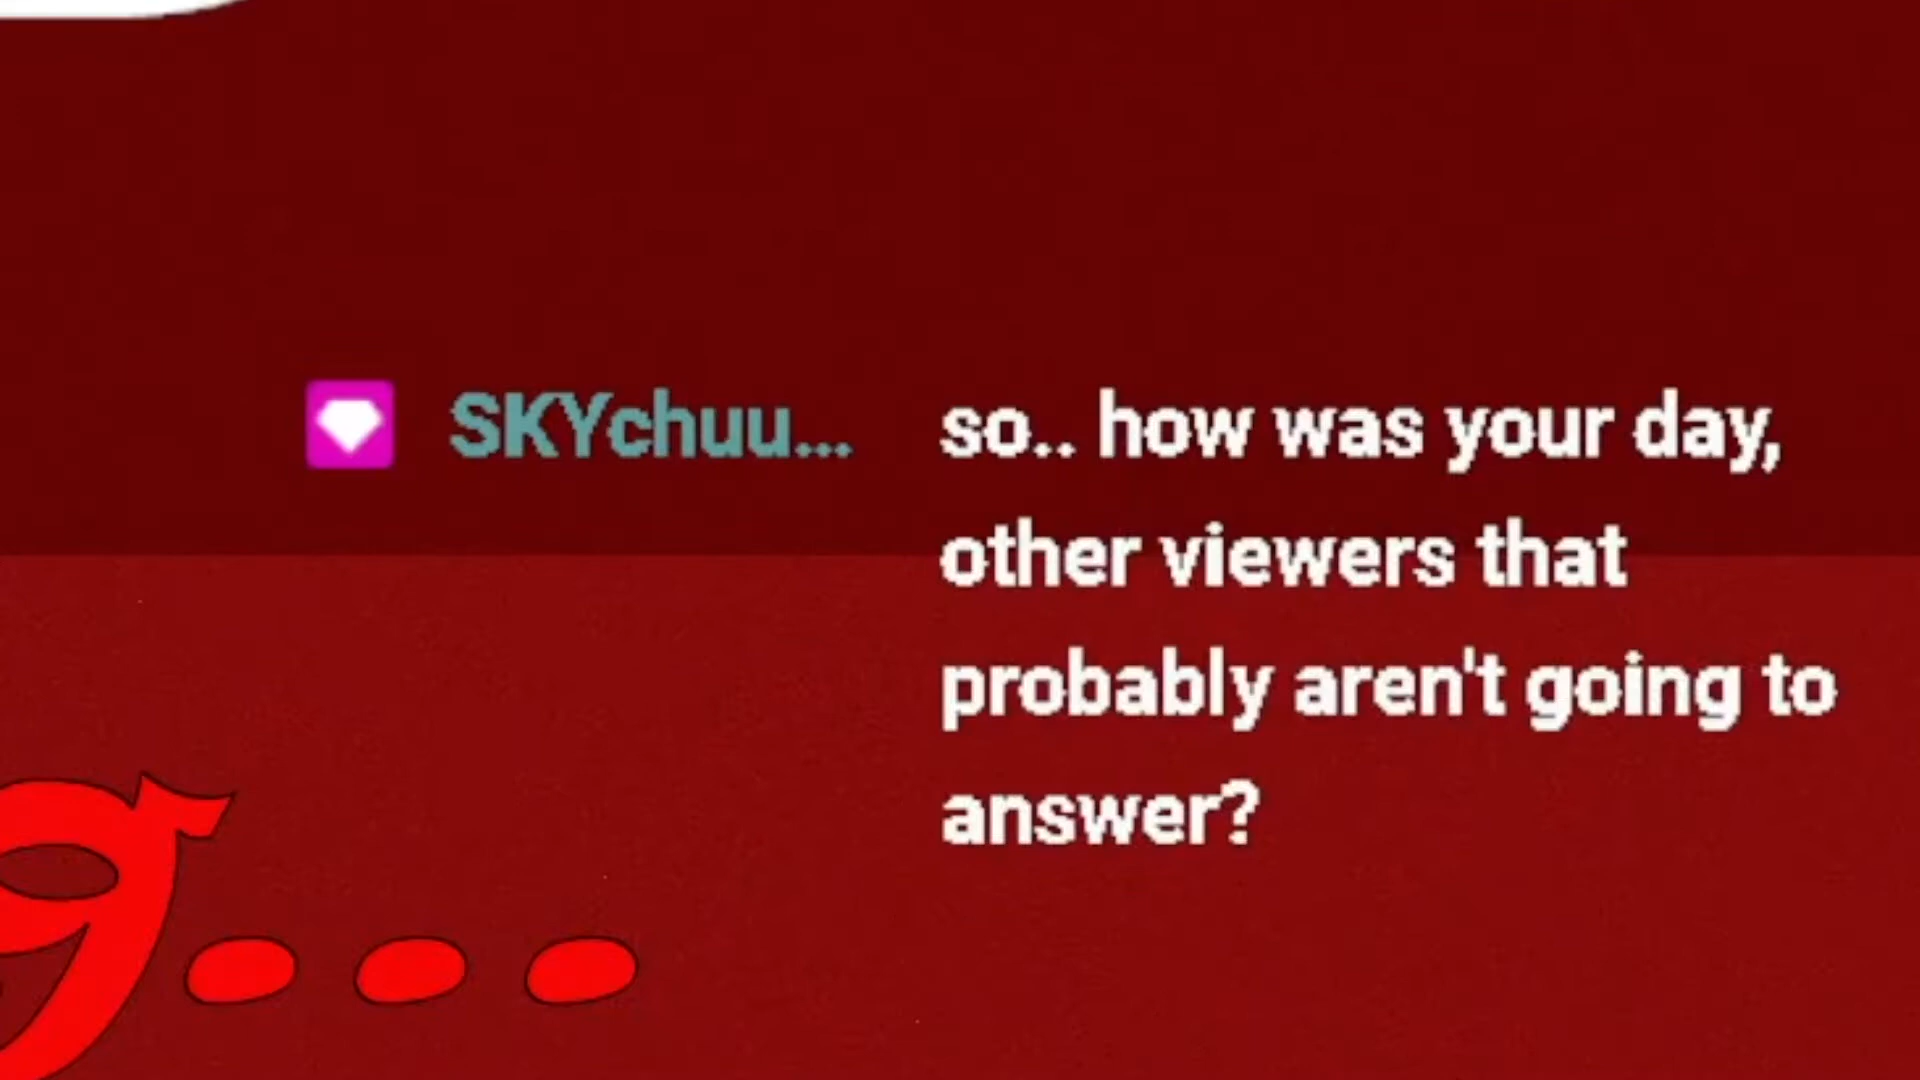 SKYchuu... so.. how was your day,
other viewers that
probably aren't going to
answer?
g...